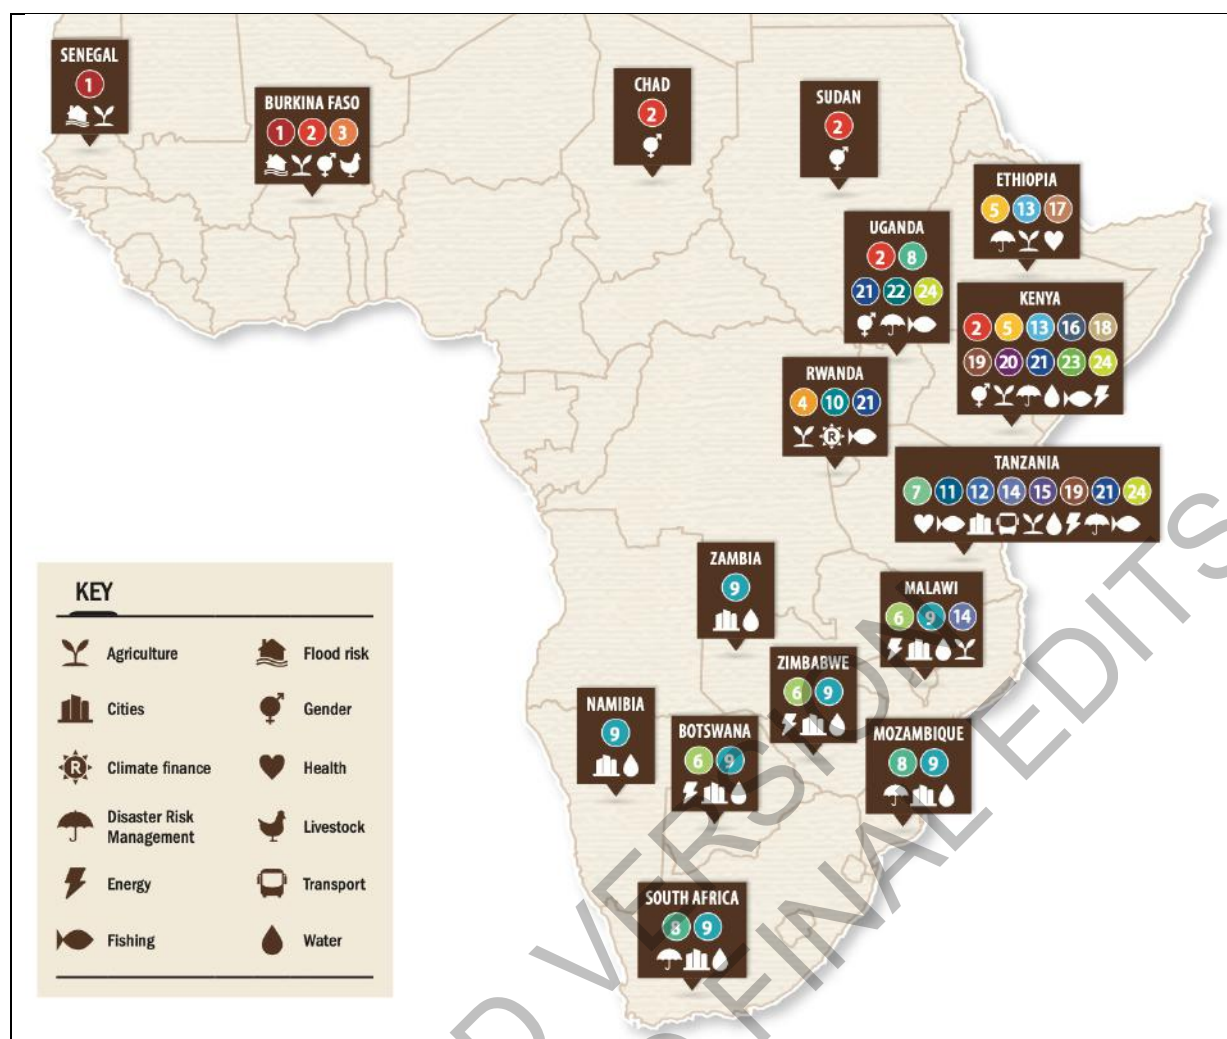 SENEGAL
1
BURKINA FASO
1 2 3
CHAD
2
SUDAN
2
ETHIOPIA
5 13 17
UGANDA
2 8
21 22 24
KENYA
2 5 13 16 18
19 20 21 23 24
RWANDA
4 10 21
TANZANIA
7 11 12 14 15 19 21 24
ZAMBIA
9
MALAWI
6 9 14
ZIMBABWE
6 9
NAMIBIA
9
BOTSWANA
6 9
MOZAMBIQUE
8 9
SOUTH AFRICA
8 9
KEY
Agriculture
Flood risk
Cities
Gender
R
Climate finance
Health
Disaster Risk
Management
Livestock
Energy
Transport
Fishing
Water
D VERSION
FINAL EDITS